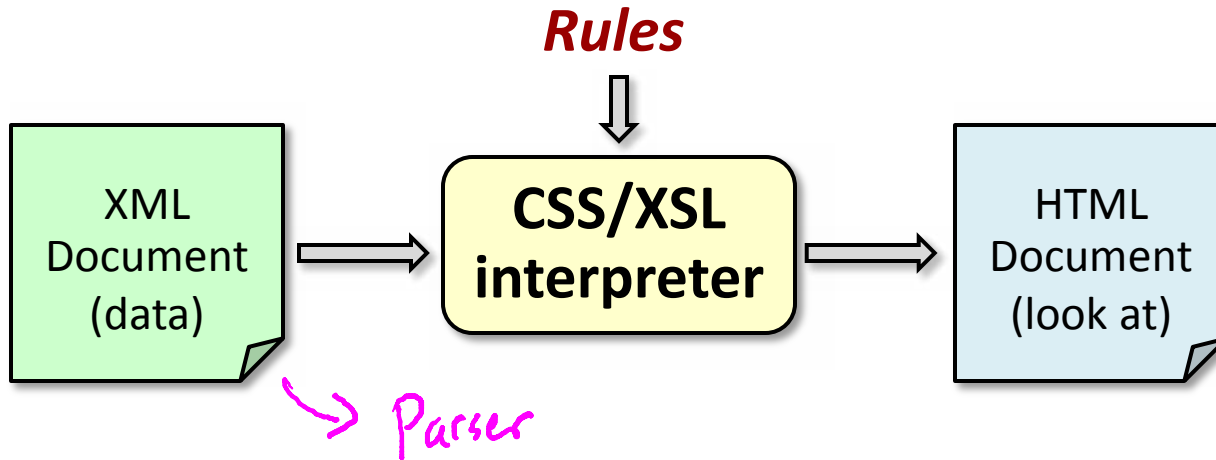 Rules
XML
Document
(data)
CSS/XSL
interpreter
HTML
Document
(look at)
Parser